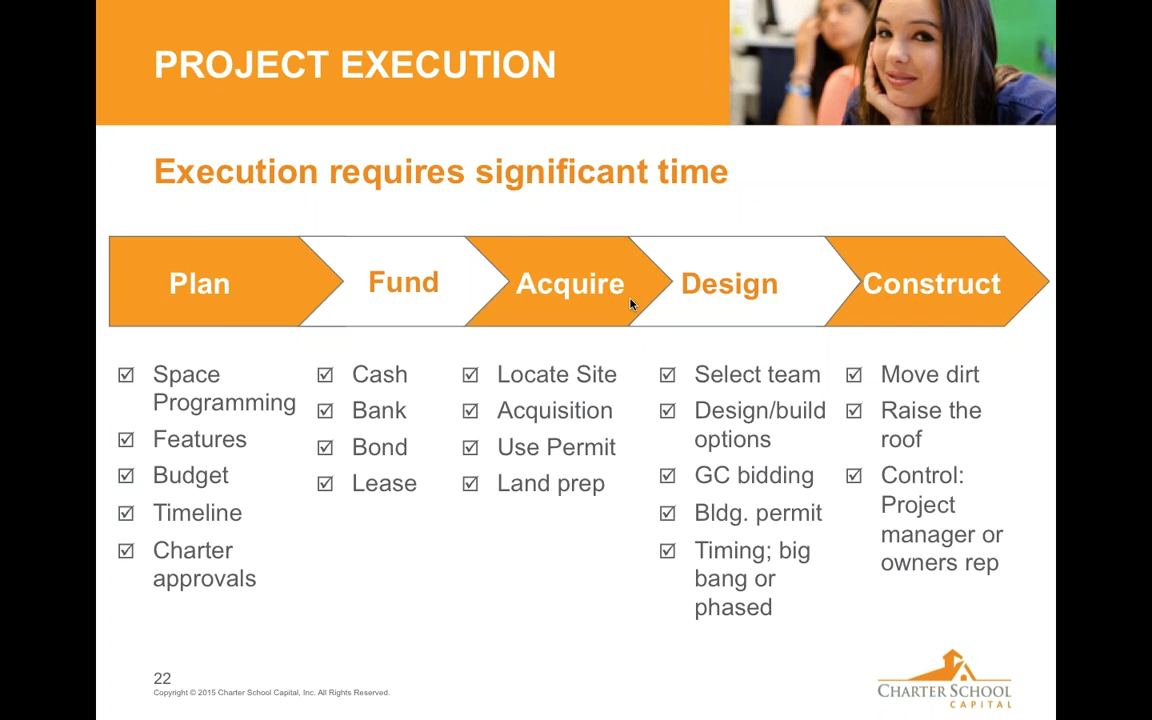 PROJECT EXECUTION
Execution requires significant time
Plan
Fund
Acquire
Design
Construct
Space
Programming
Features
Budget
Timeline
Charter
approvals
Cash
Bank
Bond
Lease
Locate Site
Acquisition
Use Permit
Land prep
Select team
Design/build
options
GC bidding
Bldg. permit
Timing; big
bang or
phased
Move dirt
Raise the
roof
Control:
Project
manager or
owners rep
22
Copyright © 2015 Charter School Capital, Inc. All Rights Reserved.
CHARTER SCHOOL
CAPITAL